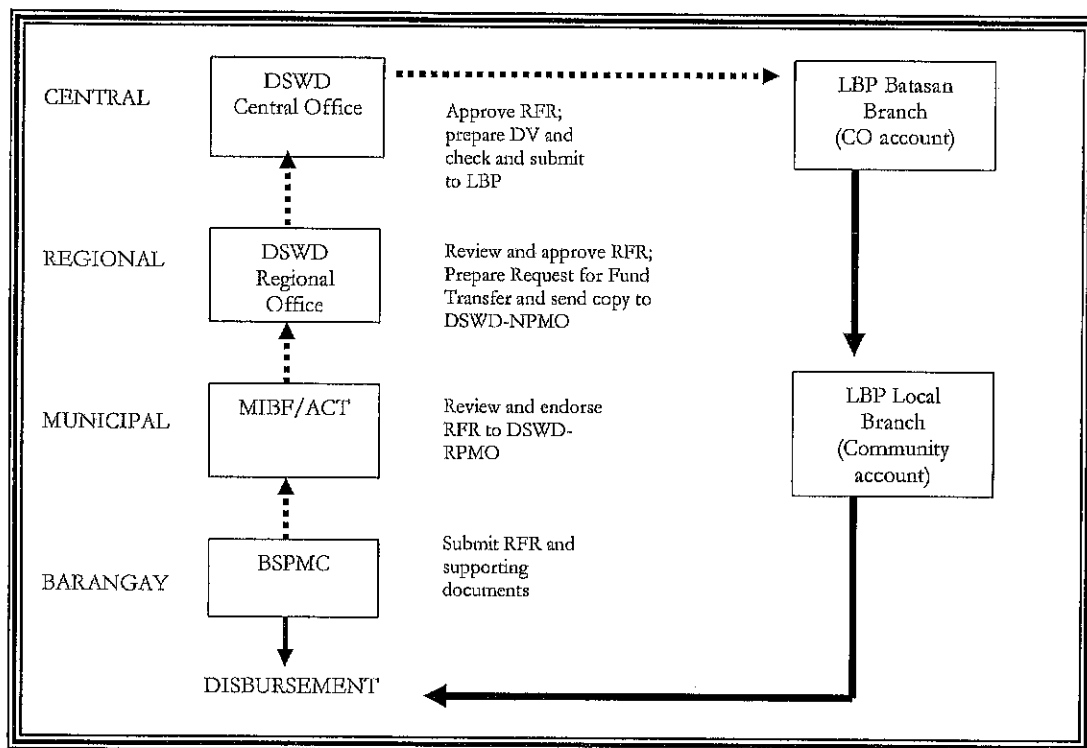 CENTRAL
DSWD
Central Office
Approve RFR;
prepare DV and
check and submit
to LBP
LBP Batasan
Branch
(CO account)
REGIONAL
DSWD
Regional
Office
Review and approve RFR;
Prepare Request for Fund
Transfer and send copy to
DSWD-NPMO
MUNICIPAL
MIBF/ACT
Review and endorse
RFR to DSWD-
RPMO
LBP Local
Branch
(Community
account)
BARANGAY
BSPMC
Submit RFR and
supporting
documents
DISBURSEMENT